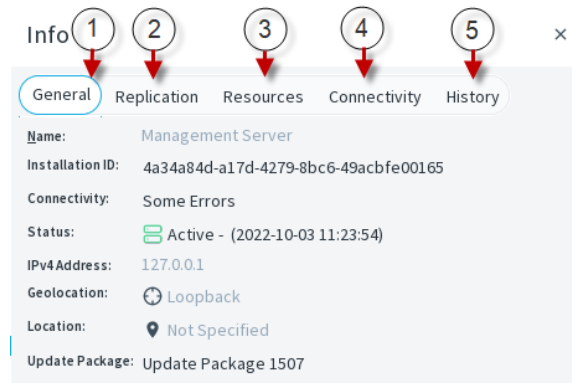 Info
1 2 3 4 5
×
General Replication Resources Connectivity History
Name: Management Server
Installation ID: 4a34a84d-a17d-4279-8bc6-49acbfe00165
Connectivity: Some Errors
Status: Active - (2022-10-03 11:23:54)
IPv4 Address: 127.0.0.1
Geolocation: Loopback
Location: Not Specified
Update Package: Update Package 1507